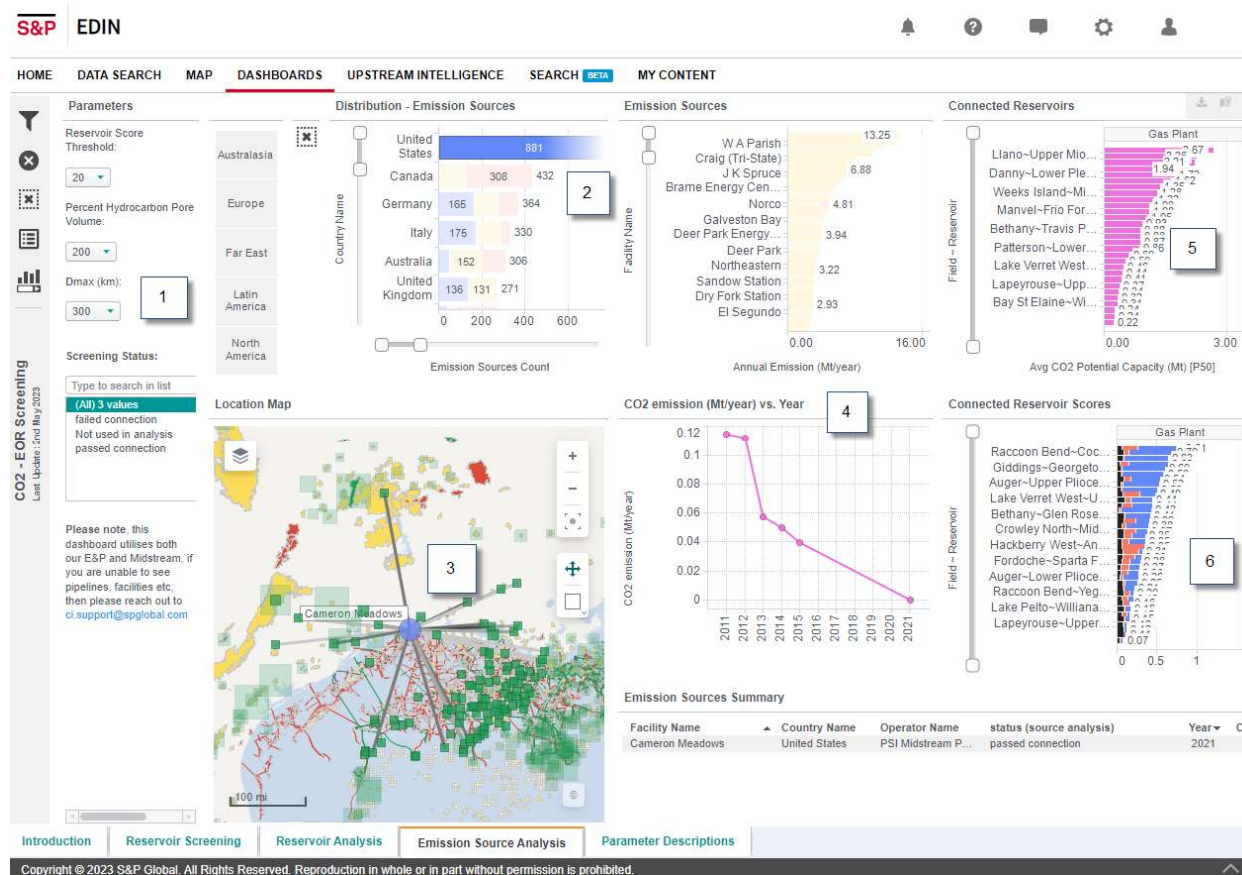 S&P EDIN
HOME DATA SEARCH MAP DASHBOARDS UPSTREAM INTELLIGENCE SEARCH BETA MY CONTENT
CO2 - EOR Screening
Last Update: 2nd May 2023
Parameters
Reservoir Score
Threshold:
20
Percent Hydrocarbon Pore
Volume:
200
Dmax (km):
300
1
Screening Status:
Type to search in list
(All) 3 values
failed connection
Not used in analysis
passed connection
Please note, this
dashboard utilises both
our E&P and Midstream, if
you are unable to see
pipelines, facilities etc,
then please reach out to
ci.support@spglobal.com
Australasia
Europe
Far East
Latin
America
North
America
Distribution - Emission Sources
Country Name
United
States
881
Canada 308 432
Germany 165 364
Italy 175 330
Australia 152 306
United
Kingdom
136 131 271
0 200 400 600
Emission Sources Count
2
Emission Sources
Facility Name
W A Parish 13.25
Craig (Tri-State)
J K Spruce 6.88
Brame Energy Cen...
Norco 4.81
Galveston Bay
Deer Park Energy... 3.94
Deer Park
Northeastern 3.22
Sandow Station
Dry Fork Station 2.93
El Segundo
0.00 16.00
Annual Emission (Mt/year)
Connected Reservoirs
Gas Plant
Field ~ Reservoir
Llano~Upper Mio...
Danny~Lower Ple... 1.94
Weeks Island~Mi...
Manvel~Frio For...
Bethany~Travis P...
Patterson~Lower...
Lake Verret West...
Lapeyrouse~Upp...
Bay St Elaine~Wi...
0.22
0.00 3.00
Avg CO2 Potential Capacity (Mt) [P50]
5
Location Map
Cameron Meadows
3
100 mi
©
CO2 emission (Mt/year) vs. Year
4
CO2 emission (Mt/year)
0.12
0.1
0.08
0.06
0.04
0.02
0
2011 2012 2013 2014 2015 2016 2017 2018 2019 2020 2021
Connected Reservoir Scores
Gas Plant
Field ~ Reservoir
Raccoon Bend~Coc...
Giddings~Georgeto...
Auger~Upper Plioce...
Lake Verret West~U...
Bethany~Glen Rose...
Crowley North~Mid...
Hackberry West~An...
Fordoche~Sparta F...
Auger~Lower Plioce...
Raccoon Bend~Yeg...
Lake Pelto~Williana...
Lapeyrouse~Upper...
0.07
0 0.5 1
6
Emission Sources Summary
Facility Name Country Name Operator Name status (source analysis) Year C
Cameron Meadows United States PSI Midstream P... passed connection 2021
Introduction Reservoir Screening Reservoir Analysis Emission Source Analysis Parameter Descriptions
Copyright © 2023 S&P Global. All Rights Reserved. Reproduction in whole or in part without permission is prohibited.